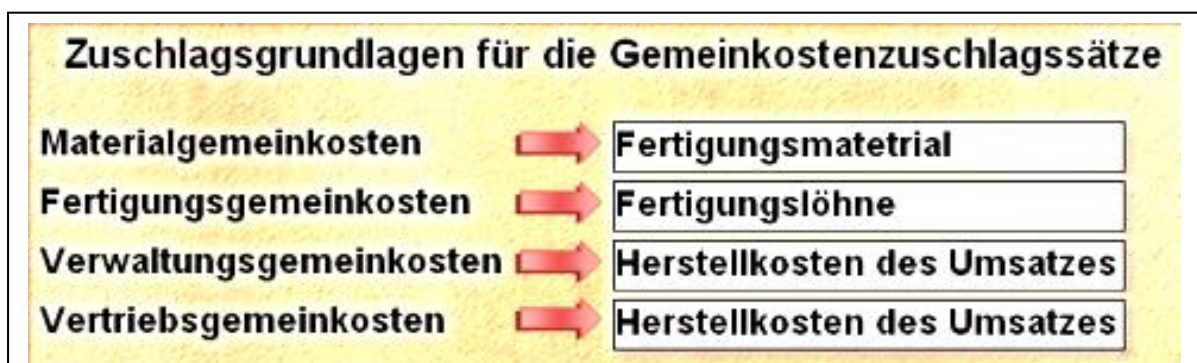 Zuschlagsgrundlagen für die Gemeinkostenzuschlagssätze
Materialgemeinkosten Fertigungsmatetrial
Fertigungsgemeinkosten Fertigungslöhne
Verwaltungsgemeinkosten Herstellkosten des Umsatzes
Vertriebsgemeinkosten Herstellkosten des Umsatzes